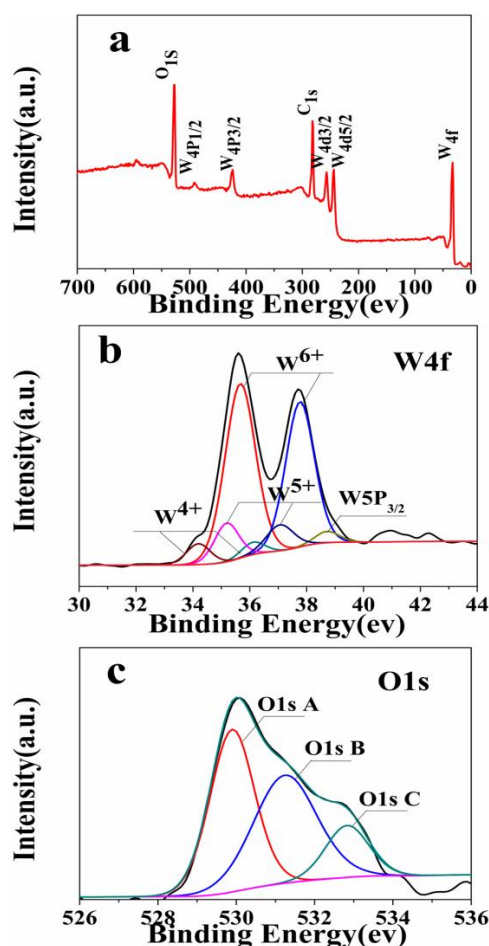 a
Intensity(a.u.)
O1S
W4P1/2
W4P3/2
C1s
W4d3/2
W4d5/2
W4f
700 600 500 400 300 200 100 0
Binding Energy(ev)
b
W4f
Intensity(a.u.)
W6+
W5+
W4+
W5P3/2
30 32 34 36 38 40 42 44
Binding Energy(ev)
c
O1s
Intensity(a.u.)
O1s A
O1s B
O1s C
526 528 530 532 534 536
Binding Energy(ev)